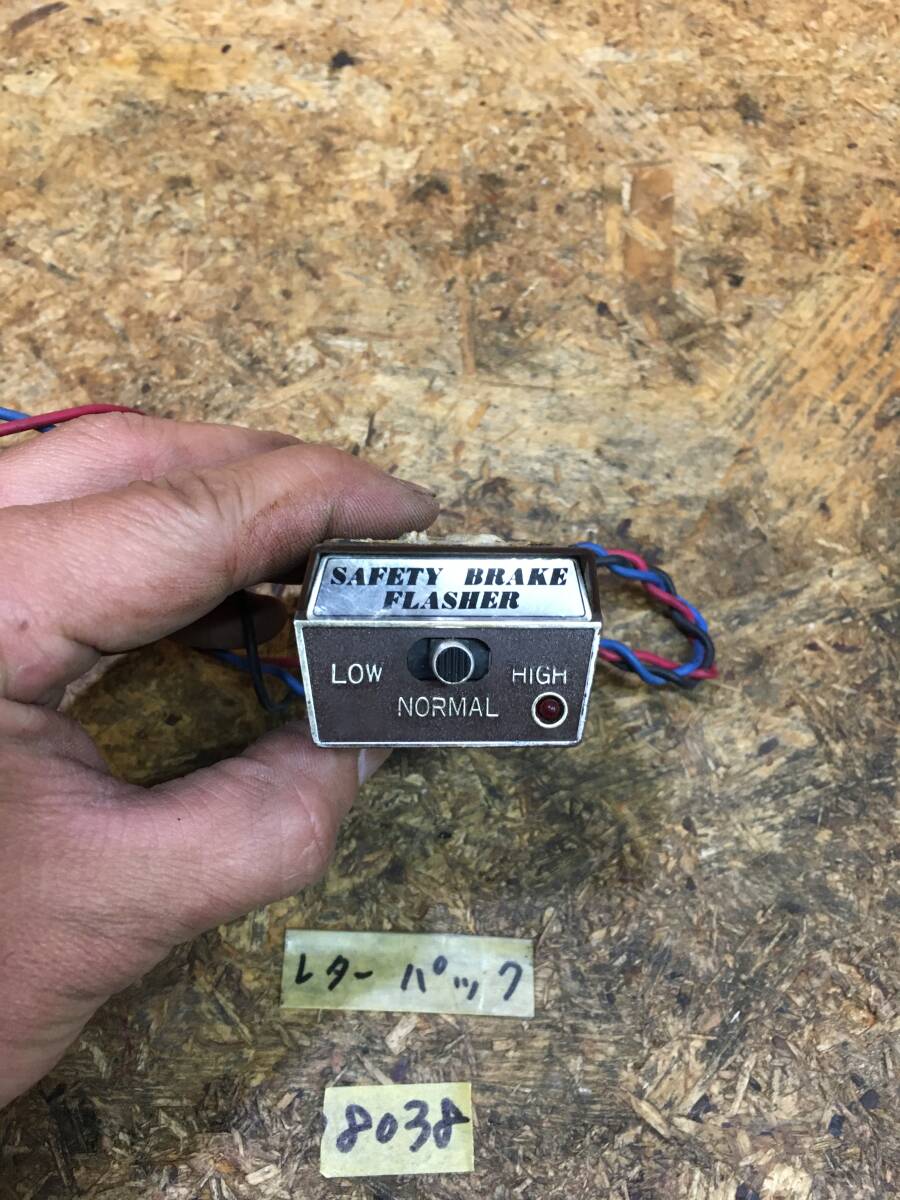 SAFETY BRAKE
FLASHER
LOW HIGH
NORMAL
レターパック
8038